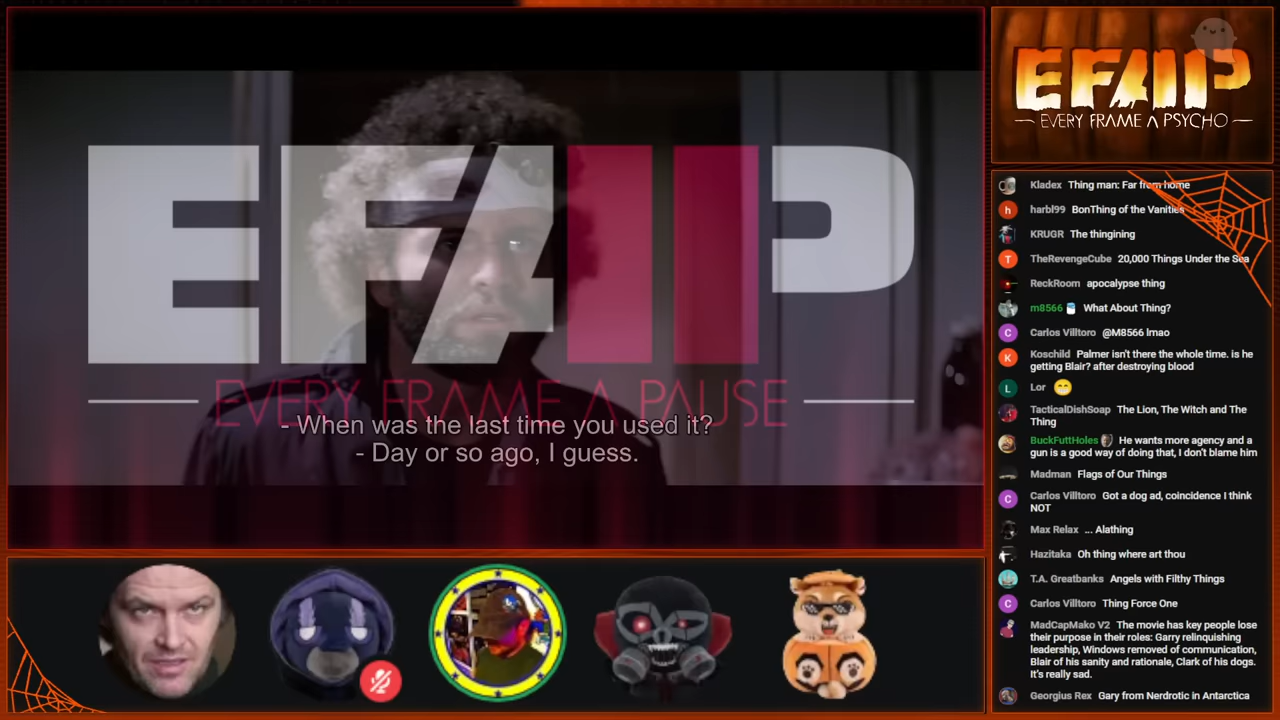 EFAP
EVERY FRAME A PAUSE
- When was the last time you used it?
- Day or so ago, I guess.
EFAP
EVERY FRAME A PSYCHO
Kladex Thing man: Far from home
h harbl99 BonThing of the Vanities
KRUGR The thingining
T TheRevengeCube 20,000 Things Under the Sea
ReckRoom apocalypse thing
m8566 What About Thing?
C Carlos Villtoro @M8566 lmao
K Koschild Palmer isn't there the whole time. is he
getting Blair? after destroying blood
L Lor
TacticalDishSoap The Lion, The Witch and The
Thing
BuckFuttHoles He wants more agency and a
gun is a good way of doing that, I don't blame him
Madman Flags of Our Things
C Carlos Villtoro Got a dog ad, coincidence I think
NOT
Max Relax ... Alathing
Hazitaka Oh thing where art thou
T.A. Greatbanks Angels with Filthy Things
C Carlos Villtoro Thing Force One
MadCapMako V2 The movie has key people lose
their purpose in their roles: Garry relinquishing
leadership, Windows removed of communication,
Blair of his sanity and rationale, Clark of his dogs.
It's really sad.
Georgius Rex Gary from Nerdrotic in Antarctica